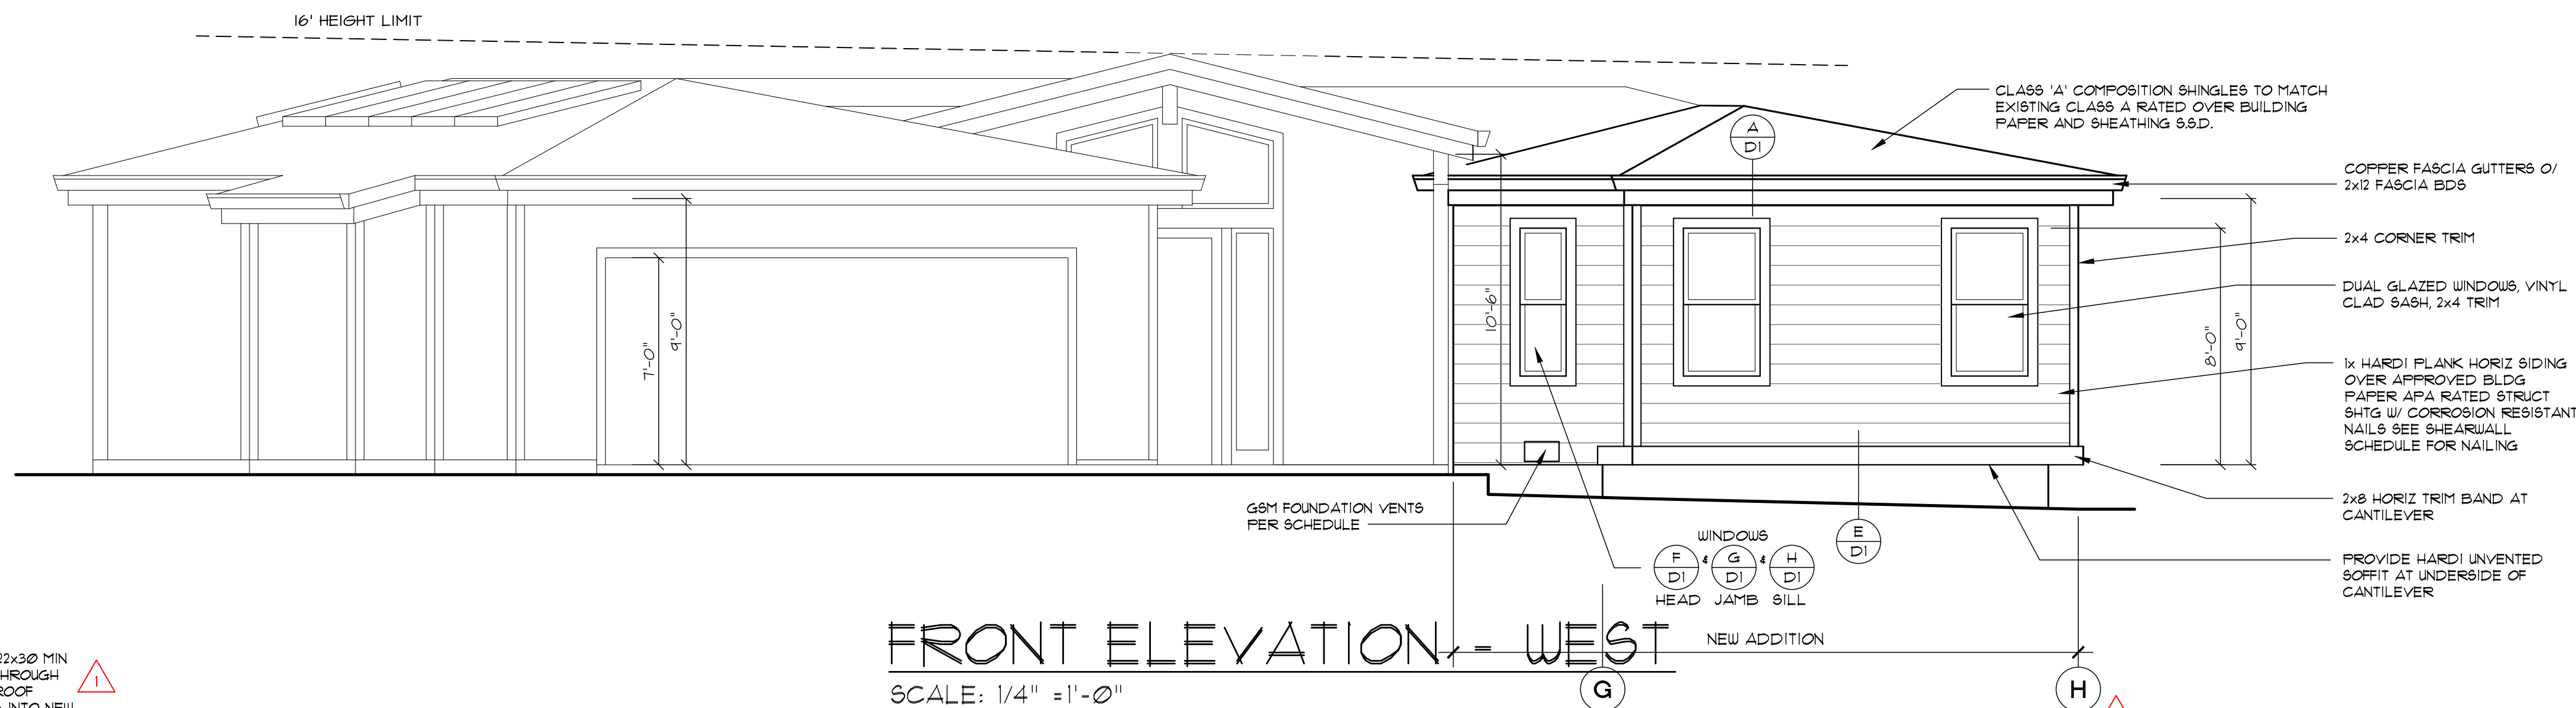 16' HEIGHT LIMIT
CLASS 'A' COMPOSITION SHINGLES TO MATCH
EXISTING CLASS A RATED OVER BUILDING
PAPER AND SHEATHING S.S.D.
A
D1
COPPER FASCIA GUTTERS O/
2x12 FASCIA BDS
2x4 CORNER TRIM
DUAL GLAZED WINDOWS, VINYL
CLAD SASH, 2x4 TRIM
7'-0"
9'-0"
10'-6"
8'-0"
9'-0"
1x HARDI PLANK HORIZ SIDING
OVER APPROVED BLDG
PAPER APA RATED STRUCT
SHTG W/ CORROSION RESISTANT
NAILS SEE SHEARWALL
SCHEDULE FOR NAILING
2x8 HORIZ TRIM BAND AT
CANTILEVER
PROVIDE HARDI UNVENTED
SOFFIT AT UNDERSIDE OF
CANTILEVER
GSM FOUNDATION VENTS
PER SCHEDULE
WINDOWS
F & G & H
D1 D1 D1
HEAD JAMB SILL
E
D1
FRONT ELEVATION - WEST
SCALE: 1/4" =1'-0"
NEW ADDITION
G
H
22x30 MIN
THROUGH
ROOF
INTO NEW
1